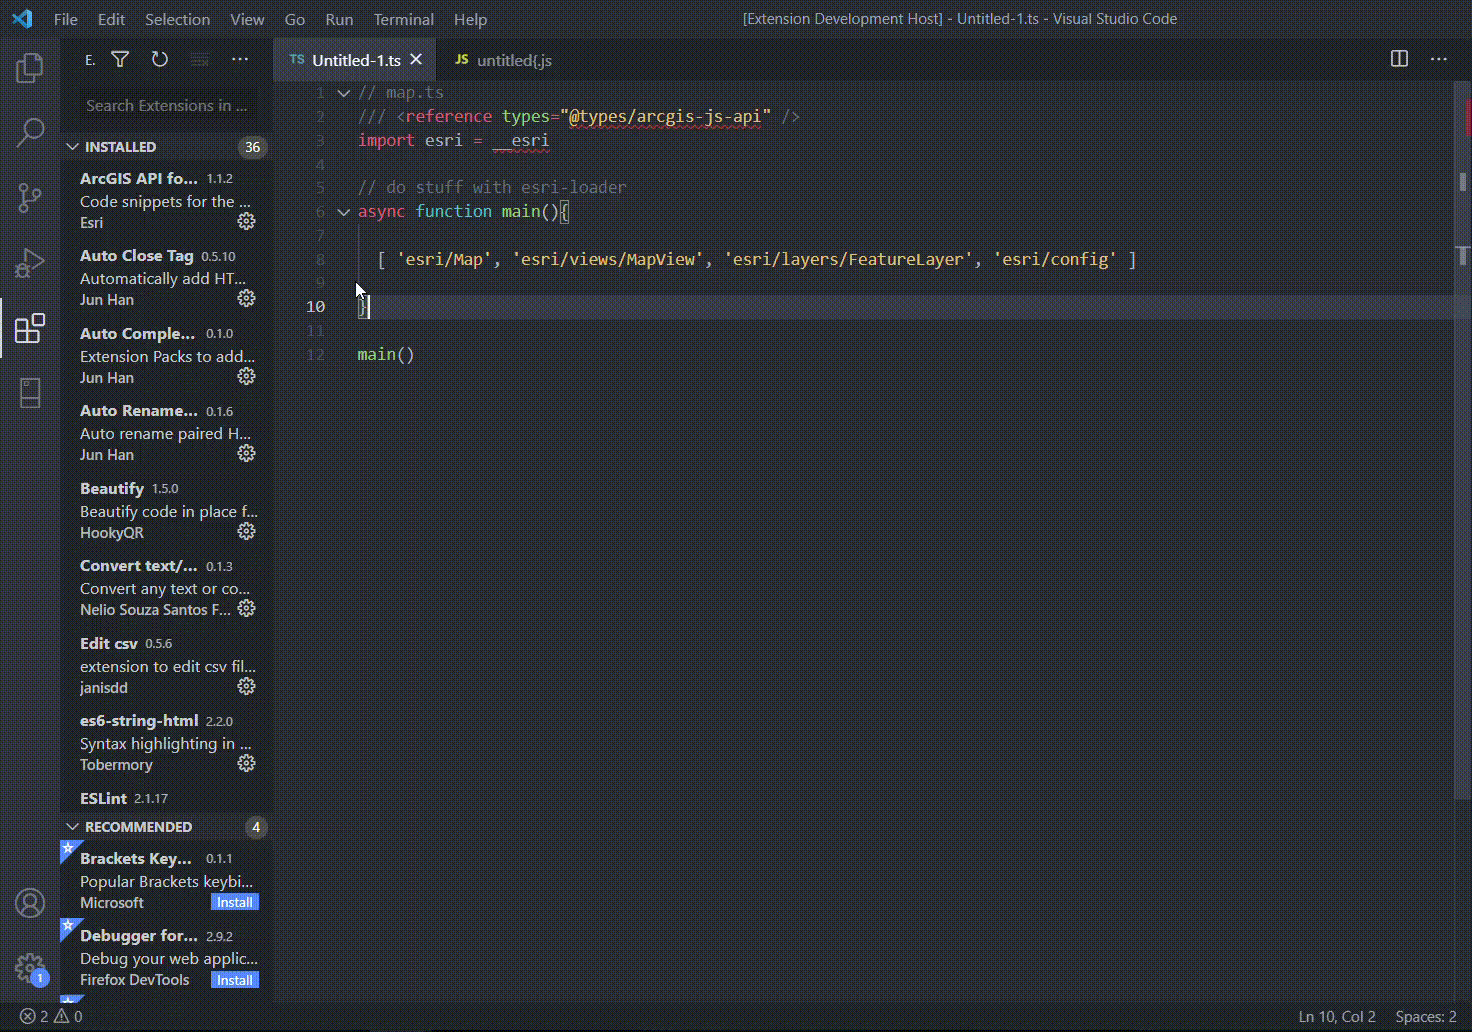 File Edit Selection View Go Run Terminal Help
[Extension Development Host] - Untitled-1.ts - Visual Studio Code
E.
TS Untitled-1.ts
JS untitled{.js
Search Extensions in ...
INSTALLED 36
ArcGIS API fo... 1.1.2
Code snippets for the ...
Esri
Auto Close Tag 0.5.10
Automatically add HT...
Jun Han
Auto Comple... 0.1.0
Extension Packs to add...
Jun Han
Auto Rename... 0.1.6
Auto rename paired H...
Jun Han
Beautify 1.5.0
Beautify code in place f...
HookyQR
Convert text/... 0.1.3
Convert any text or co...
Nelio Souza Santos F...
Edit csv 0.5.6
extension to edit csv fil...
janisdd
es6-string-html 2.2.0
Syntax highlighting in ...
Tobermory
ESLint 2.1.17
RECOMMENDED 4
Brackets Key... 0.1.1
Popular Brackets keybi...
Microsoft Install
Debugger for... 2.9.2
Debug your web applic...
Firefox DevTools Install
1 // map.ts
2 /// <reference types="@types/arcgis-js-api" />
3 import esri = __esri
4
5 // do stuff with esri-loader
6 async function main(){
7
8 [ 'esri/Map', 'esri/views/MapView', 'esri/layers/FeatureLayer', 'esri/config' ]
9
10 }
11
12 main()
1
2 0
Ln 10, Col 2 Spaces: 2